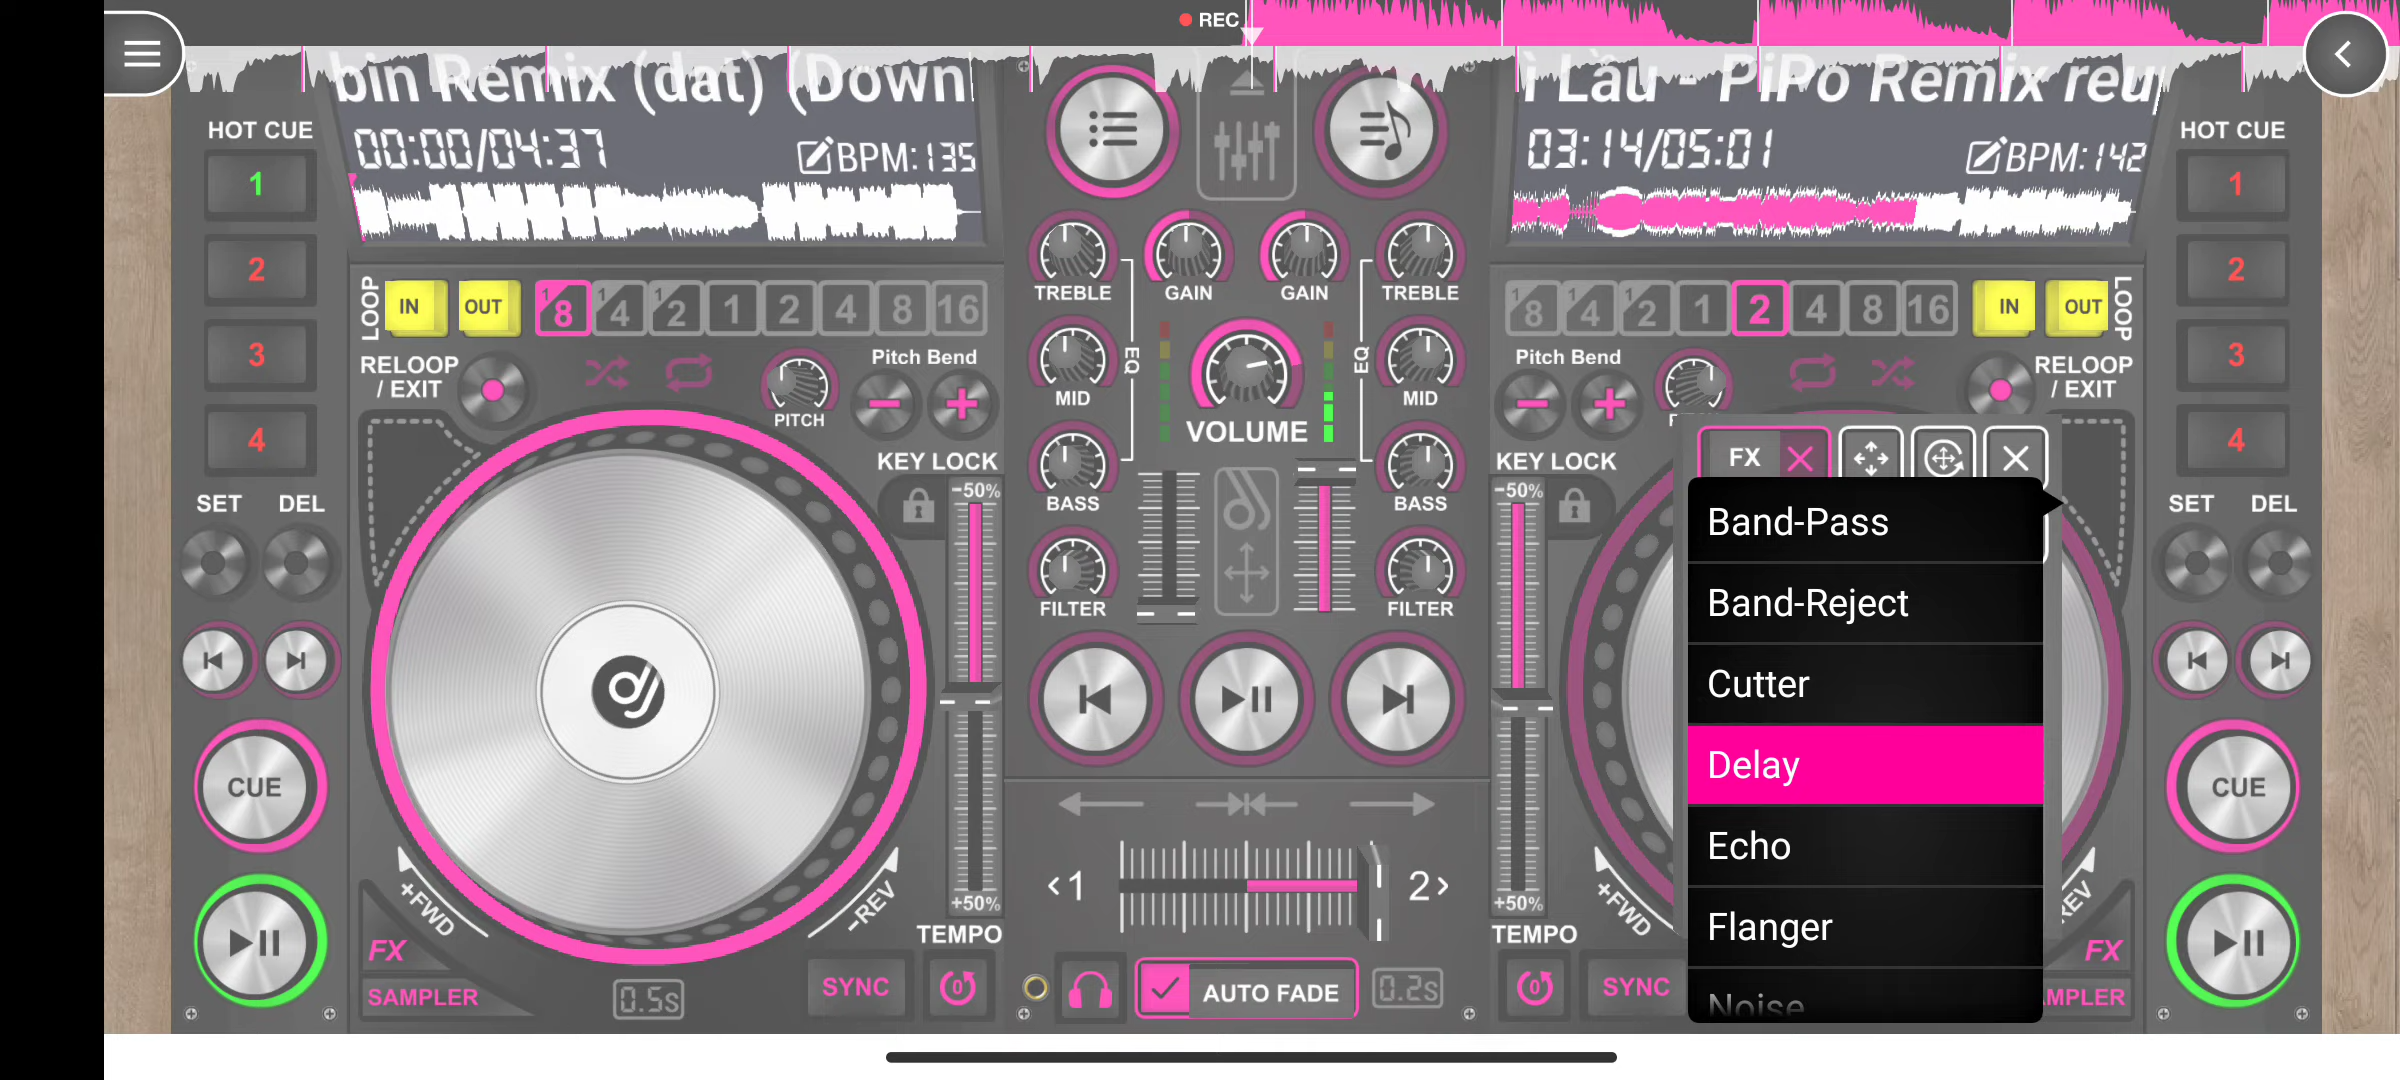 REC
bin Remix (dat) (Down
ì Lâu - PiPo Remix reu
00:00/04:37
BPM:135
03:14/05:01
BPM:142
HOT CUE
1
2
3
4
SET DEL
CUE
LOOP
IN
OUT
1/8 1/4 1/2 1 2 4 8 16
RELOOP
/ EXIT
PITCH
Pitch Bend
KEY LOCK
-50%
+50%
TEMPO
+FWD
-REV
FX
SAMPLER
0.5s
SYNC
0
TREBLE
GAIN
GAIN
TREBLE
EQ
EQ
MID
VOLUME
MID
BASS
BASS
FILTER
FILTER
<1
2>
AUTO FADE
0.2s
1/8 1/4 1/2 1 2 4 8 16
IN
OUT
LOOP
Pitch Bend
RELOOP
/ EXIT
KEY LOCK
-50%
+50%
TEMPO
+FWD
0
SYNC
FX
Band-Pass
Band-Reject
Cutter
Delay
Echo
Flanger
Noise
REV
FX
MPLER
HOT CUE
1
2
3
4
SET DEL
CUE